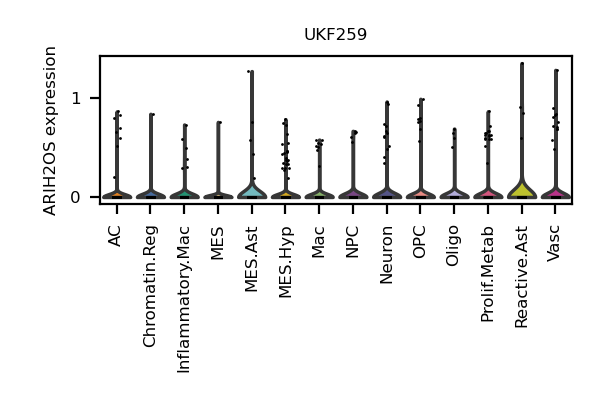 UKF259
ARIH2OS expression
1
0
AC
Chromatin.Reg
Inflammatory.Mac
MES
MES.Ast
MES.Hyp
Mac
NPC
Neuron
OPC
Oligo
Prolif.Metab
Reactive.Ast
Vasc